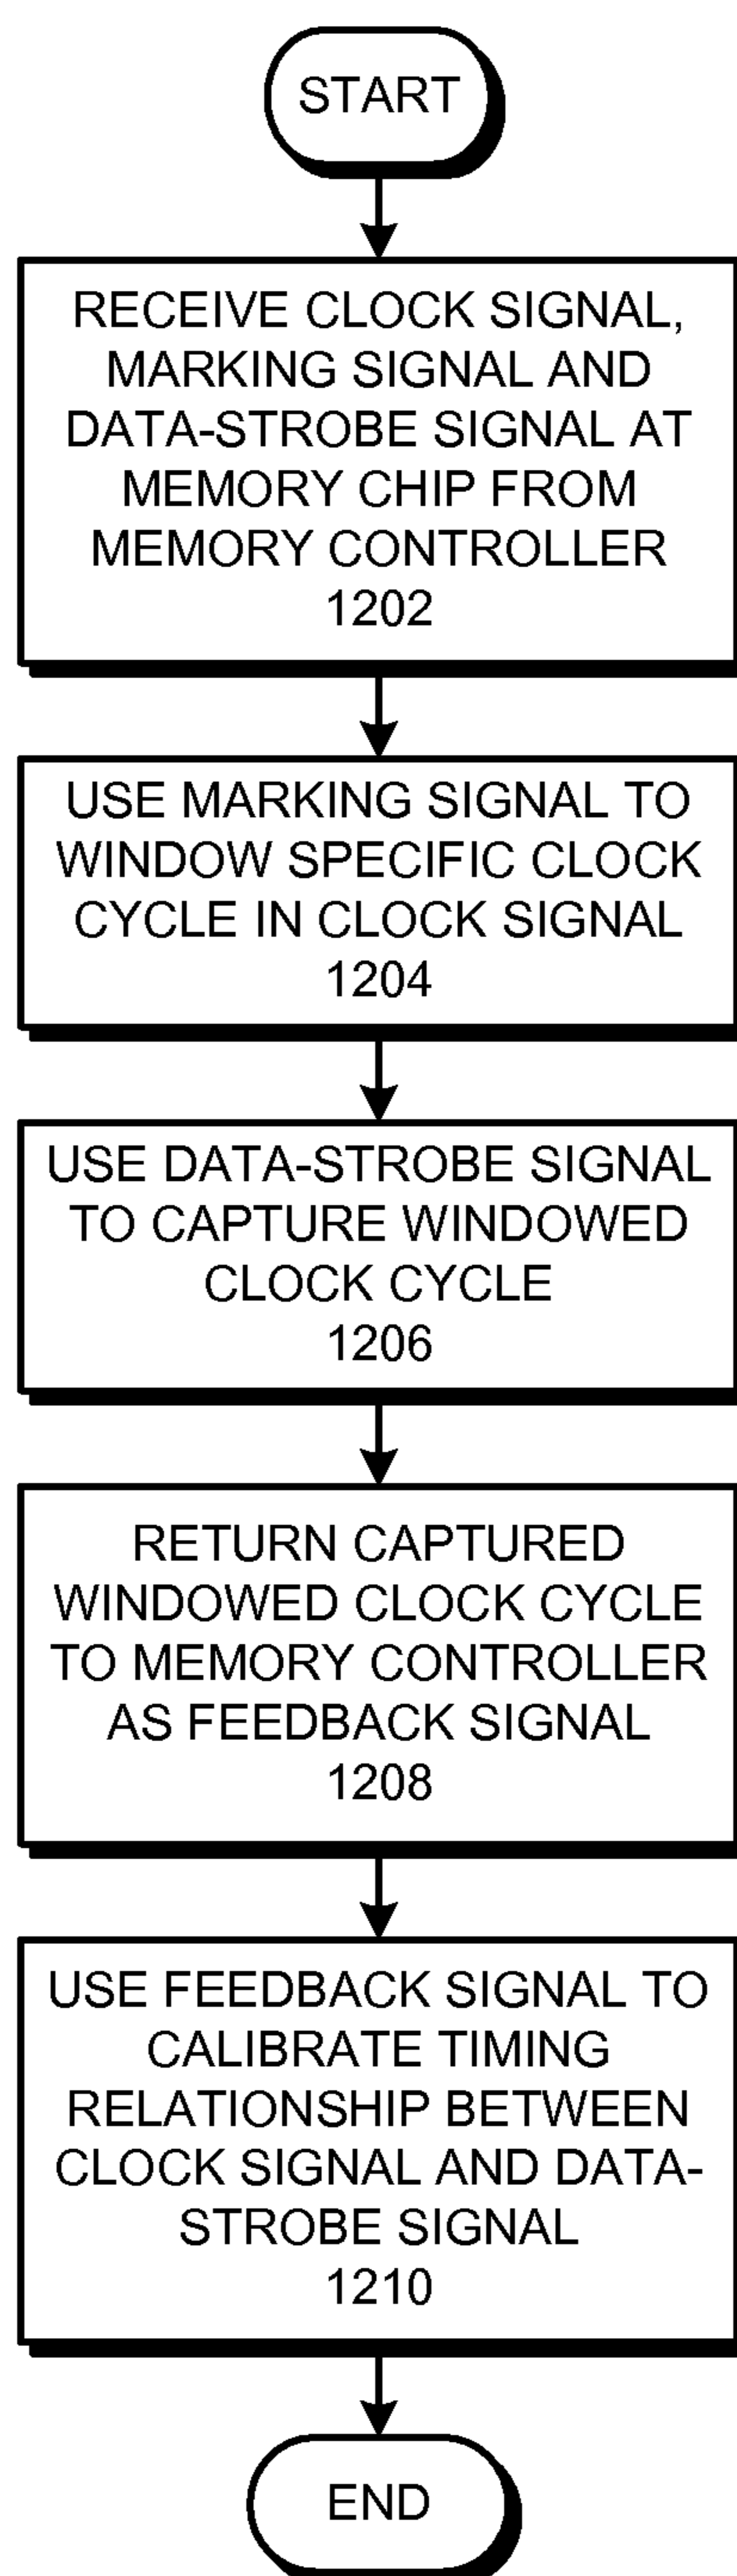 START
RECEIVE CLOCK SIGNAL,
MARKING SIGNAL AND
DATA-STROBE SIGNAL AT
MEMORY CHIP FROM
MEMORY CONTROLLER
1202
USE MARKING SIGNAL TO
WINDOW SPECIFIC CLOCK
CYCLE IN CLOCK SIGNAL
1204
USE DATA-STROBE SIGNAL
TO CAPTURE WINDOWED
CLOCK CYCLE
1206
RETURN CAPTURED
WINDOWED CLOCK CYCLE
TO MEMORY CONTROLLER
AS FEEDBACK SIGNAL
1208
USE FEEDBACK SIGNAL TO
CALIBRATE TIMING
RELATIONSHIP BETWEEN
CLOCK SIGNAL AND DATA-
STROBE SIGNAL
1210
END